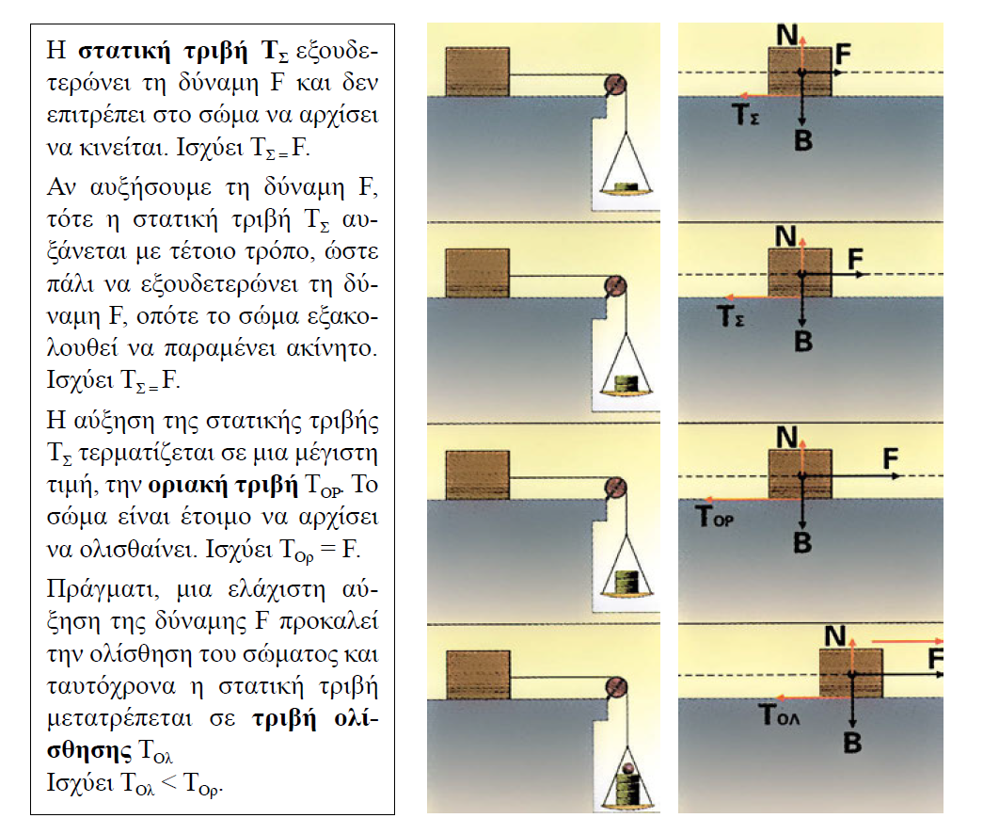 Η στατική τριβή ΤΣ εξουδε-
τερώνει τη δύναμη F και δεν
επιτρέπει στο σώμα να αρχίσει
να κινείται. Ισχύει ΤΣ = F.
Αν αυξήσουμε τη δύναμη F,
τότε η στατική τριβή ΤΣ αυ-
ξάνεται με τέτοιο τρόπο, ώστε
πάλι να εξουδετερώνει τη δύ-
ναμη F, οπότε το σώμα εξακο-
λουθεί να παραμένει ακίνητο.
Ισχύει ΤΣ = F.
Η αύξηση της στατικής τριβής
ΤΣ τερματίζεται σε μια μέγιστη
τιμή, την οριακή τριβή ΤΟΡ. Το
σώμα είναι έτοιμο να αρχίσει
να ολισθαίνει. Ισχύει ΤΟρ = F.
Πράγματι, μια ελάχιστη αύ-
ξηση της δύναμης F προκαλεί
την ολίσθηση του σώματος και
ταυτόχρονα η στατική τριβή
μετατρέπεται σε τριβή ολί-
σθησης ΤΟλ
Ισχύει ΤΟλ < ΤΟρ.
N
F
ΤΣ
B
N
F
ΤΣ
B
N
F
ΤΟΡ
B
N
F
ΤΟΛ
B